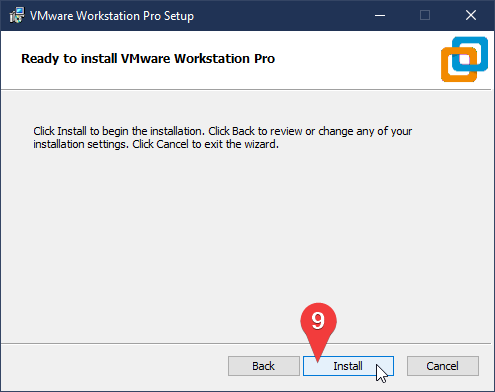 VMware Workstation Pro Setup
Ready to install VMware Workstation Pro
Click Install to begin the installation. Click Back to review or change any of your
installation settings. Click Cancel to exit the wizard.
9
Back Install Cancel